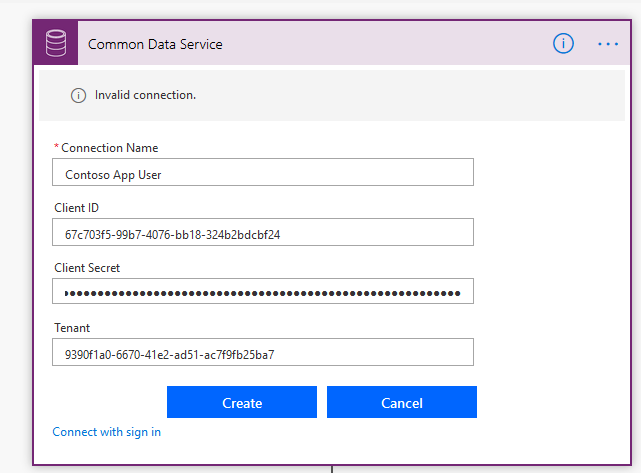 Common Data Service
Invalid connection.
* Connection Name
Contoso App User
Client ID
67c703f5-99b7-4076-bb18-324b2bdcbf24
Client Secret
Tenant
9390f1a0-6670-41e2-ad51-ac7f9fb25ba7
Create Cancel
Connect with sign in